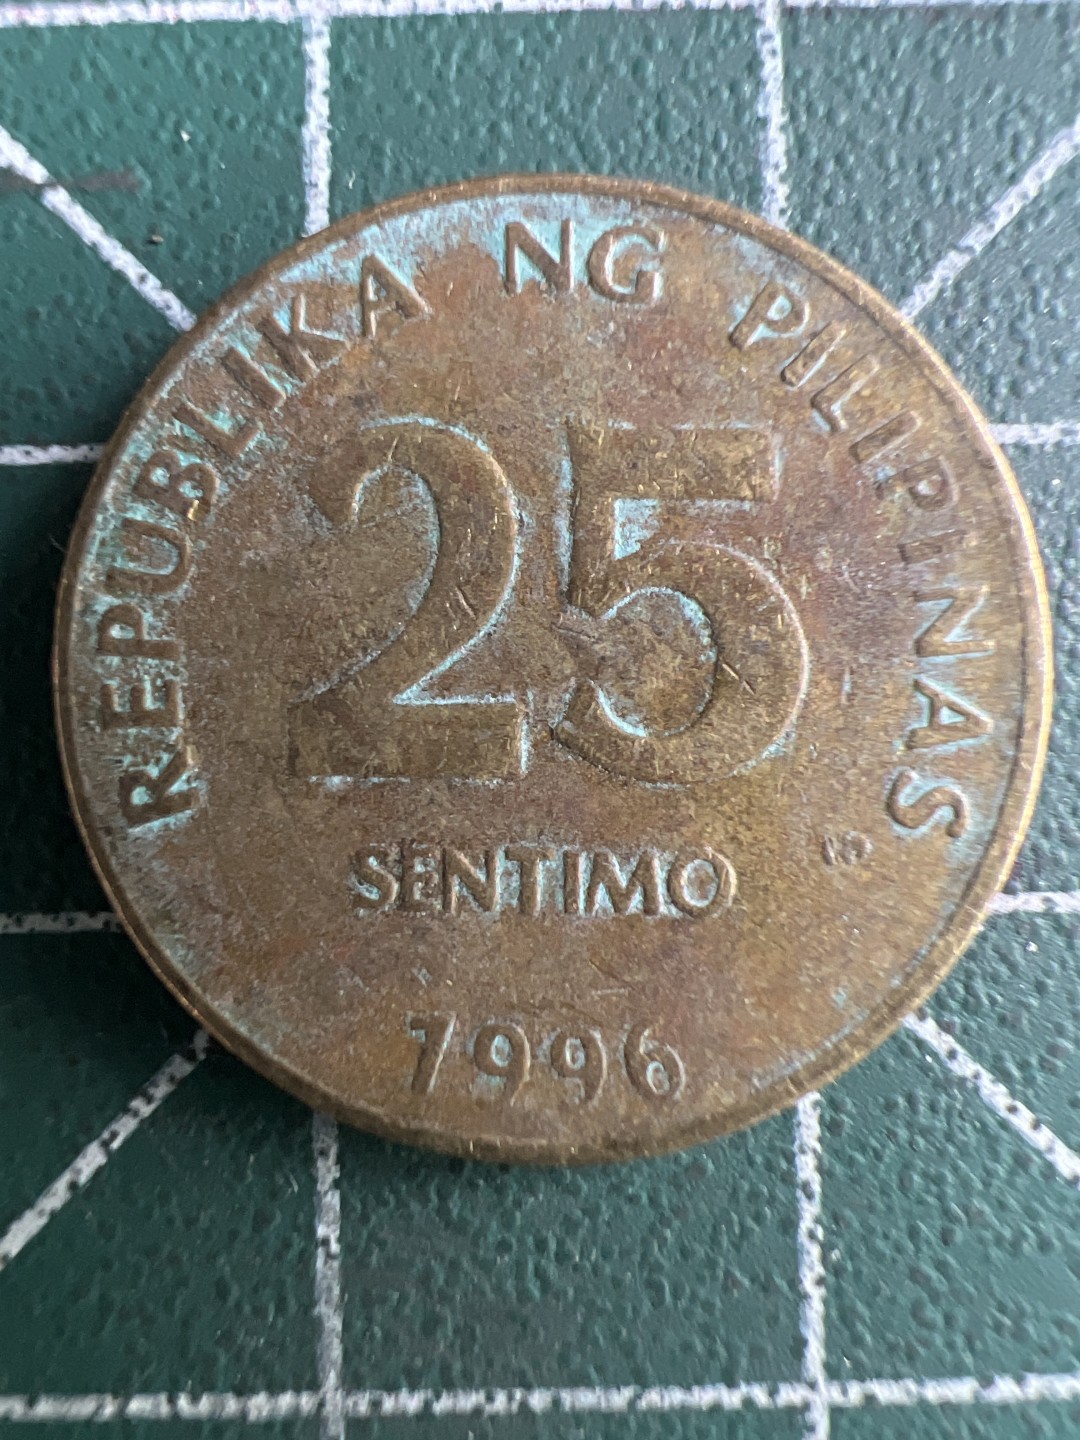 REPUBLIKA NG PILIPINAS
25
SENTIMO
1996